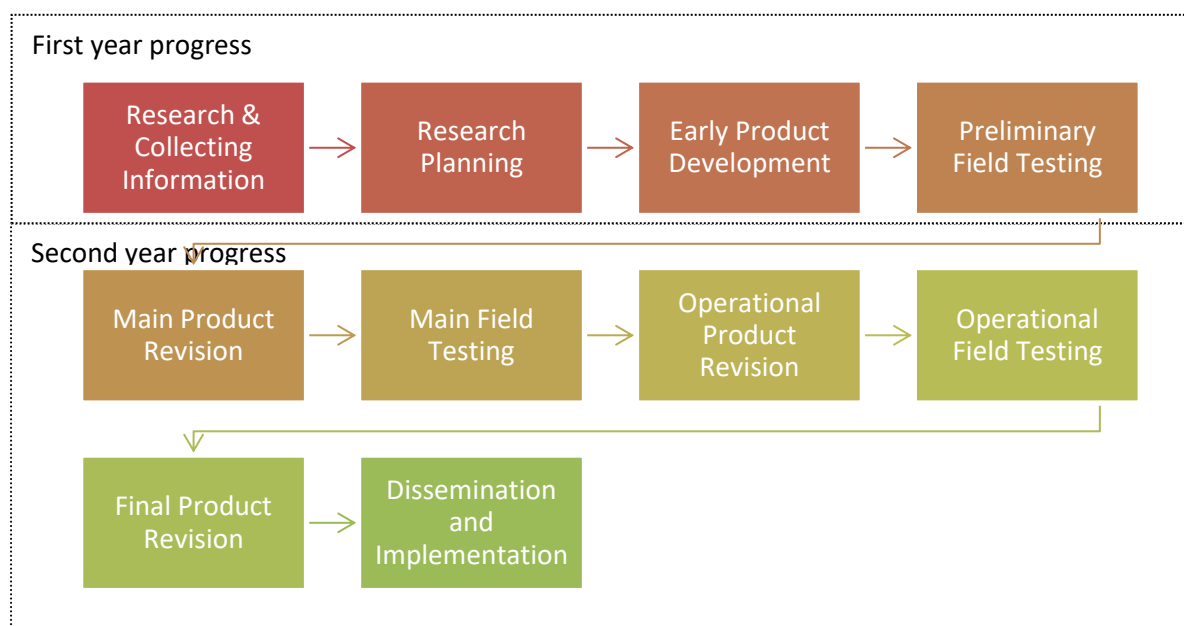 First year progress
Research &
Collecting
Information
Research
Planning
Early Product
Development
Preliminary
Field Testing
Second year progress
Main Product
Revision
Main Field
Testing
Operational
Product
Revision
Operational
Field Testing
Final Product
Revision
Dissemination
and
Implementation